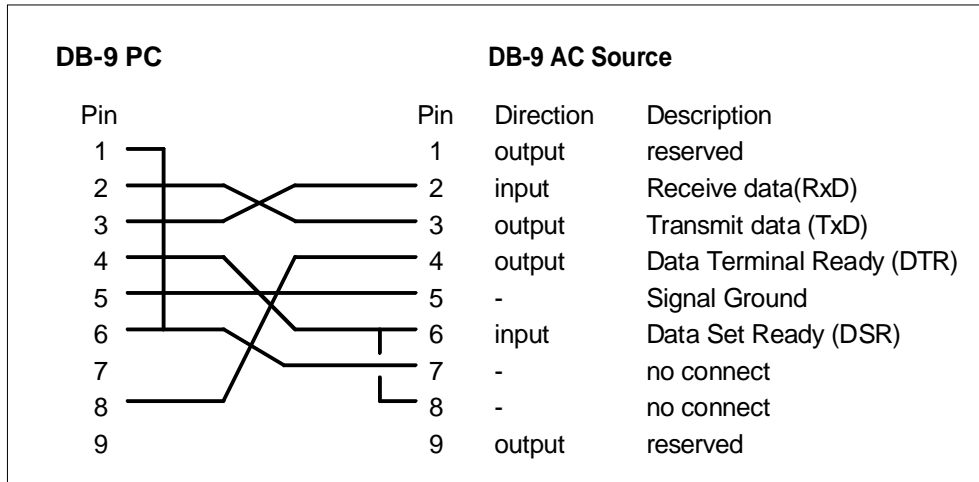 DB-9 PC DB-9 AC Source
Pin Pin Direction Description
1 1 output reserved
2 2 input Receive data(RxD)
3 3 output Transmit data (TxD)
4 4 output Data Terminal Ready (DTR)
5 5 - Signal Ground
6 6 input Data Set Ready (DSR)
7 7 - no connect
8 8 - no connect
9 9 output reserved